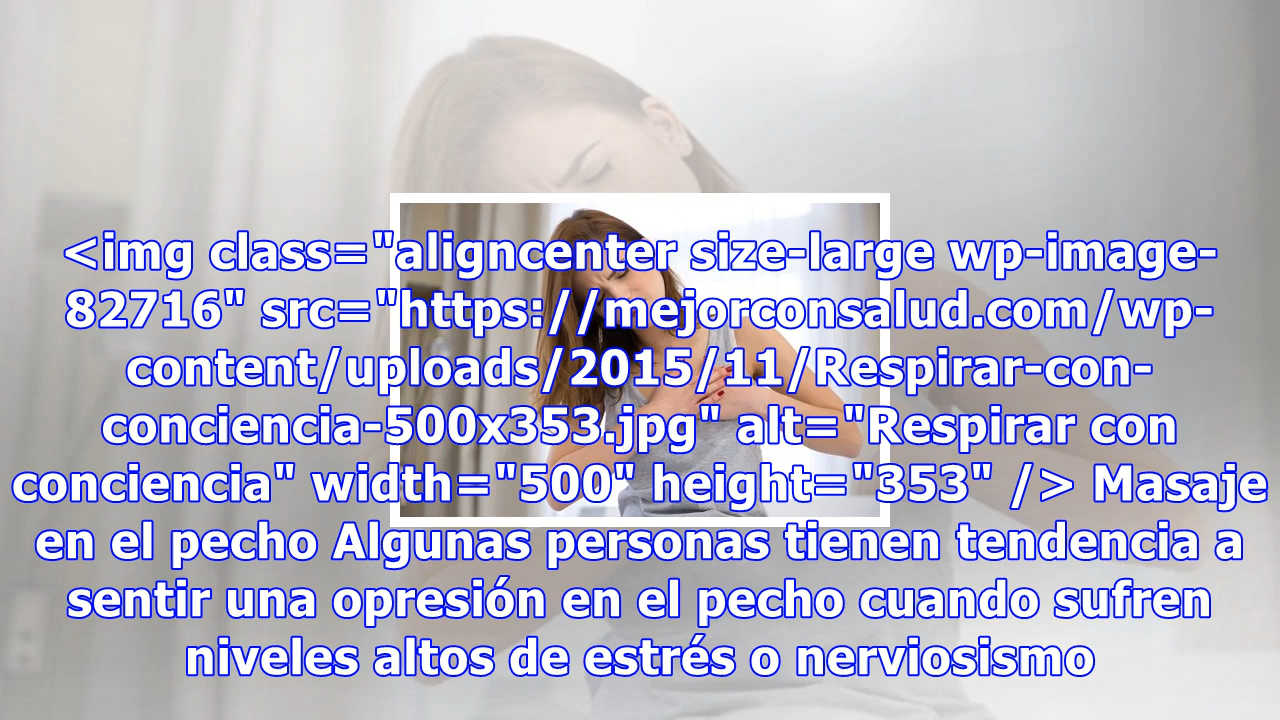 <img class="aligncenter size-large wp-image-
82716" src="https://mejorconsalud.com/wp-
content/uploads/2015/11/Respirar-con-
conciencia-500x353.jpg" alt="Respirar con
conciencia" width="500" height="353" /> Masaje
en el pecho Algunas personas tienen tendencia a
sentir una opresión en el pecho cuando sufren
niveles altos de estrés o nerviosismo